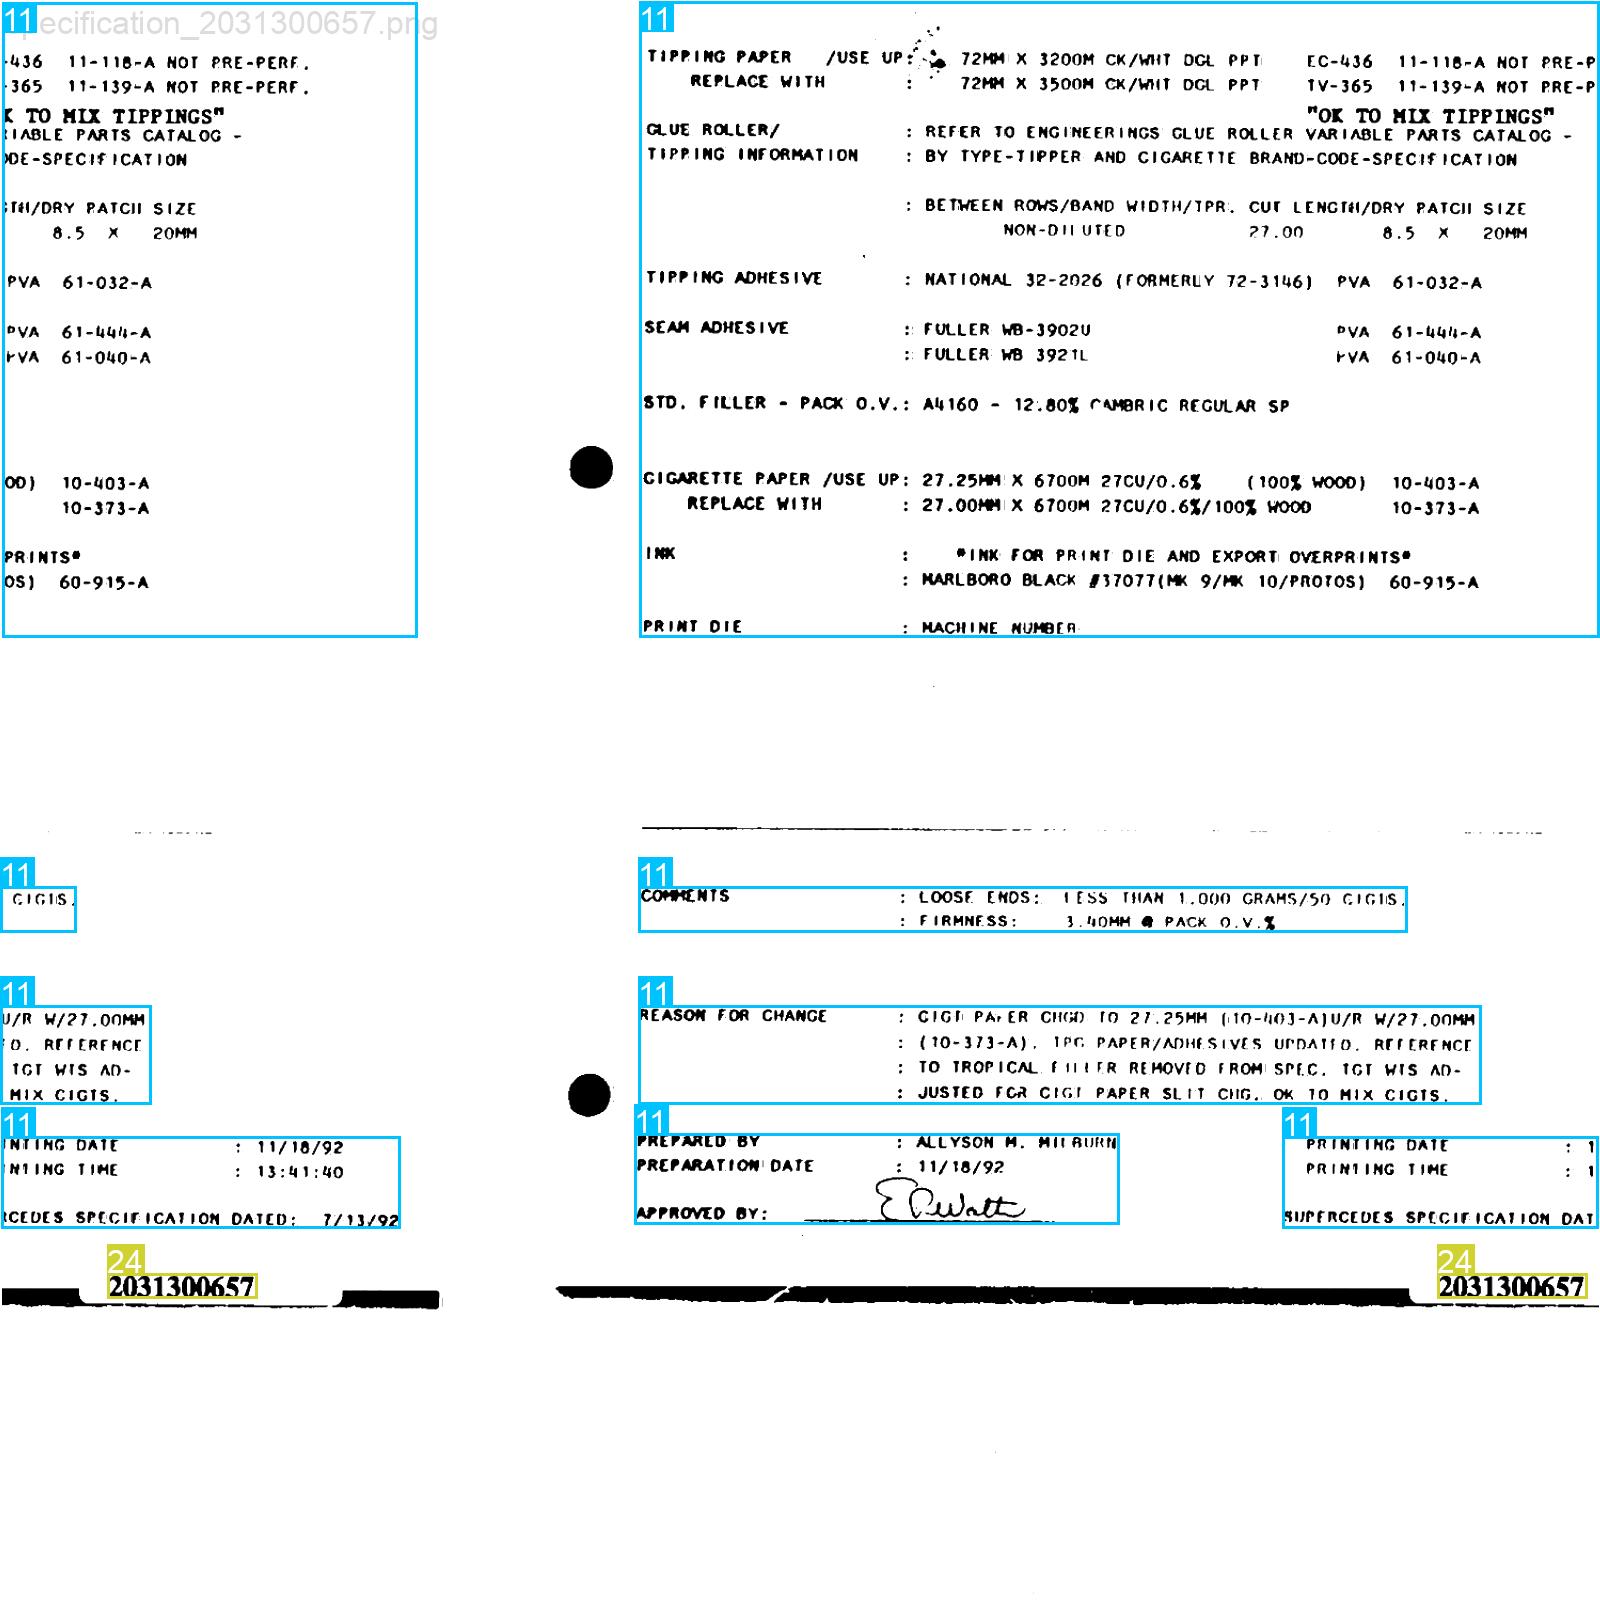 11
ecification_2031300657.png
-436 11-118-A NOT PRE-PERF.
-365 11-139-A NOT PRE-PERF.
K TO MIX TIPPINGS"
IABLE PARTS CATALOG -
DE-SPECIFICATION
TH/DRY PATCH SIZE
8.5 X 20MM
PVA 61-032-A
PVA 61-444-A
PVA 61-040-A
OD) 10-403-A
10-373-A
PRINTS*
OS) 60-915-A
11
TIPPING PAPER /USE UP: 72MM X 3200M CK/WHT DGL PPT EC-436 11-118-A NOT PRE-P
REPLACE WITH : 72MM X 3500M CK/WHT DGL PPT TV-365 11-139-A NOT PRE-P
"OK TO MIX TIPPINGS"
GLUE ROLLER/ : REFER TO ENGINEERINGS GLUE ROLLER VARIABLE PARTS CATALOG -
TIPPING INFORMATION : BY TYPE-TIPPER AND CIGARETTE BRAND-CODE-SPECIFICATION
: BETWEEN ROWS/BAND WIDTH/TPR. CUT LENGTH/DRY PATCH SIZE
NON-DILUTED 27.00 8.5 X 20MM
TIPPING ADHESIVE : NATIONAL 32-2026 (FORMERLY 72-3146) PVA 61-032-A
SEAM ADHESIVE : FULLER WB-3902U PVA 61-444-A
: FULLER WB 3921L PVA 61-040-A
STD. FILLER - PACK O.V.: A4160 - 12.80% CAMBRIC REGULAR SP
CIGARETTE PAPER /USE UP: 27.25MM X 6700M 27CU/0.6% (100% WOOD) 10-403-A
REPLACE WITH : 27.00MM X 6700M 27CU/0.6%/100% WOOD 10-373-A
INK : *INK FOR PRINT DIE AND EXPORT OVERPRINTS*
: MARLBORO BLACK #37077(MK 9/MK 10/PROTOS) 60-915-A
PRINT DIE : MACHINE NUMBER
11
CIGTS.
11
COMMENTS : LOOSE ENDS: LESS THAN 1.000 GRAMS/50 CIGTS.
: FIRMNESS: 3.40MM @ PACK O.V.%
11
U/R W/27.00MM
D. REFERENCE
TGT WTS AD-
MIX CIGTS.
11
REASON FOR CHANGE : CIGT PAPER CHGD TO 27.25MM (10-403-A)U/R W/27.00MM
: (10-373-A). TPG PAPER/ADHESIVES UPDATED. REFERENCE
: TO TROPICAL FILLER REMOVED FROM SPEC. TGT WTS AD-
: JUSTED FOR CIGT PAPER SLIT CHG. OK TO MIX CIGTS.
11
NTING DATE : 11/18/92
NTING TIME : 13:41:40
RCEDES SPECIFICATION DATED: 7/13/92
11
PREPARED BY : ALLYSON M. MILBURN
PREPARATION DATE : 11/18/92
APPROVED BY: E P Watts
11
PRINTING DATE : 1
PRINTING TIME : 1
SUPERCEDES SPECIFICATION DAT
24
2031300657
24
2031300657